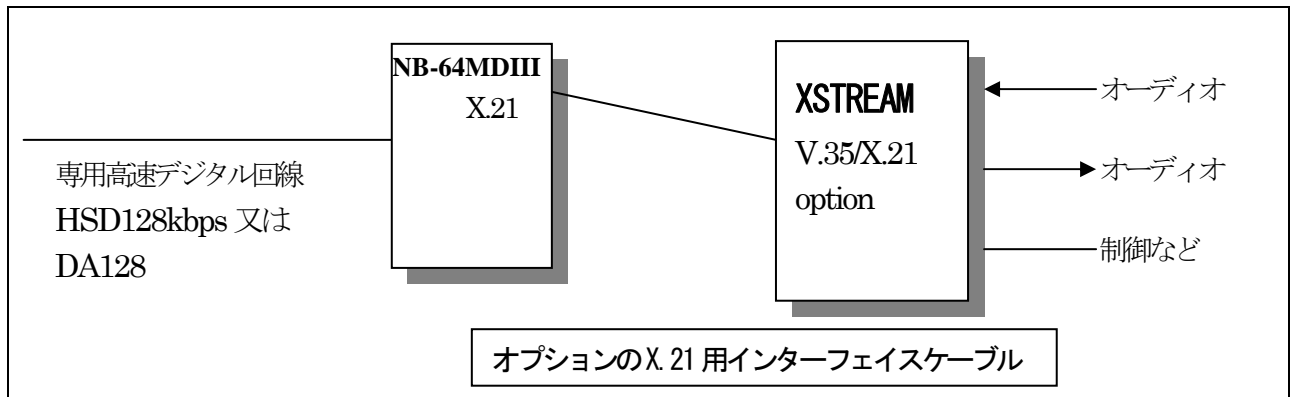 NB-64MDIII
X.21
専用高速デジタル回線
HSD128kbps 又は
DA128
XSTREAM
V.35/X.21
option
オーディオ
オーディオ
制御など
オプションのX.21用インターフェイスケーブル